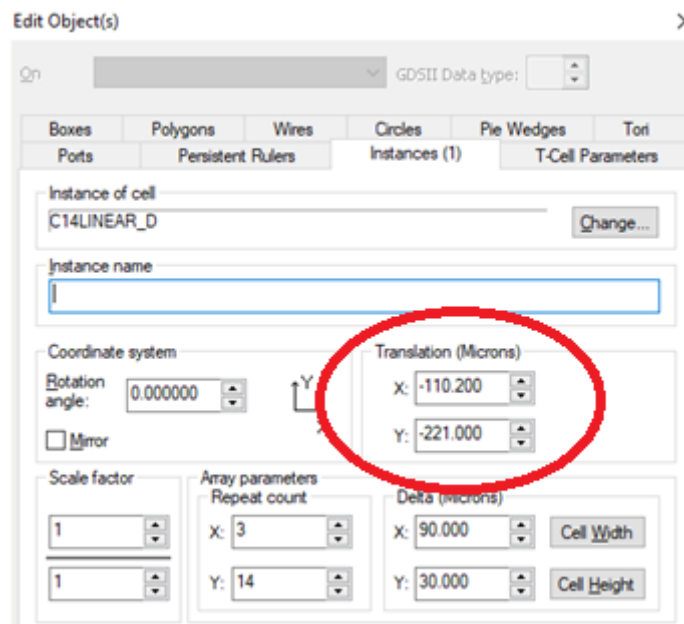 Edit Object(s)
On GDSII Data type:
Boxes Polygons Wires Circles Pie Wedges Tori
Ports Persistent Rulers Instances (1) T-Cell Parameters
Instance of cell
C14LINEAR_D Change...
Instance name
Coordinate system Translation (Microns)
Rotation angle: 0.000000 Y X: -110.200
Mirror Y: -221.000
Scale factor Array parameters
Repeat count Delta (Microns)
1 X: 3 X: 90.000 Cell Width
1 Y: 14 Y: 30.000 Cell Height